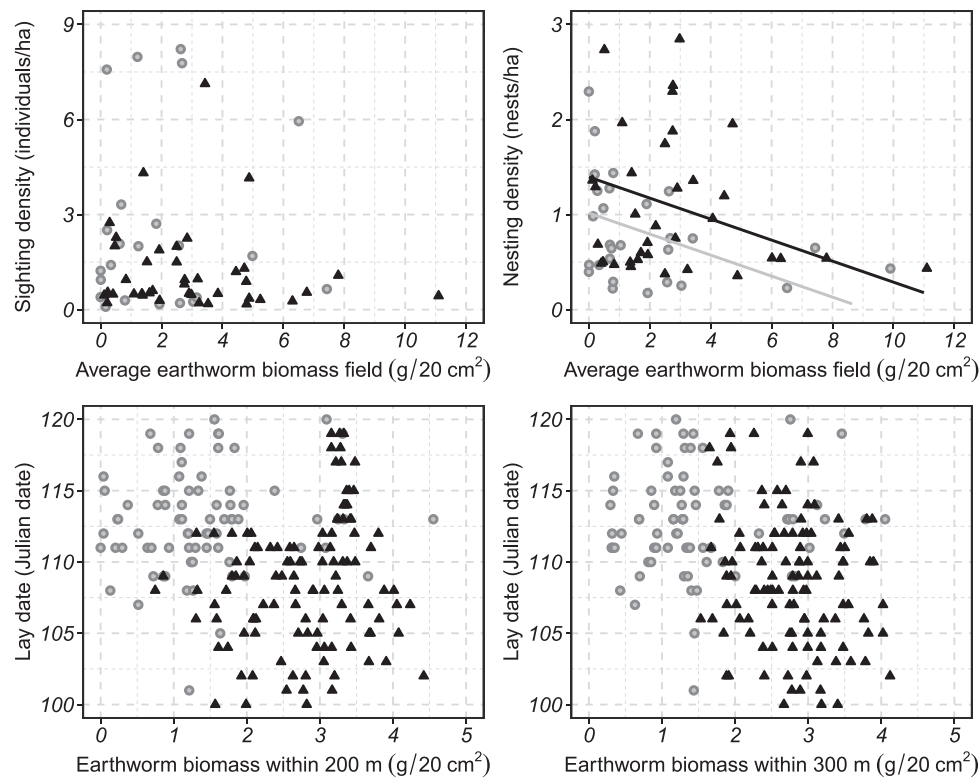 Sighting density (individuals/ha)
9
6
3
0
0 2 4 6 8 10 12
Average earthworm biomass field (g/20 cm²)
Nesting density (nests/ha)
3
2
1
0
0 2 4 6 8 10 12
Average earthworm biomass field (g/20 cm²)
Lay date (Julian date)
120
115
110
105
100
0 1 2 3 4 5
Earthworm biomass within 200 m (g/20 cm²)
Lay date (Julian date)
120
115
110
105
100
0 1 2 3 4 5
Earthworm biomass within 300 m (g/20 cm²)